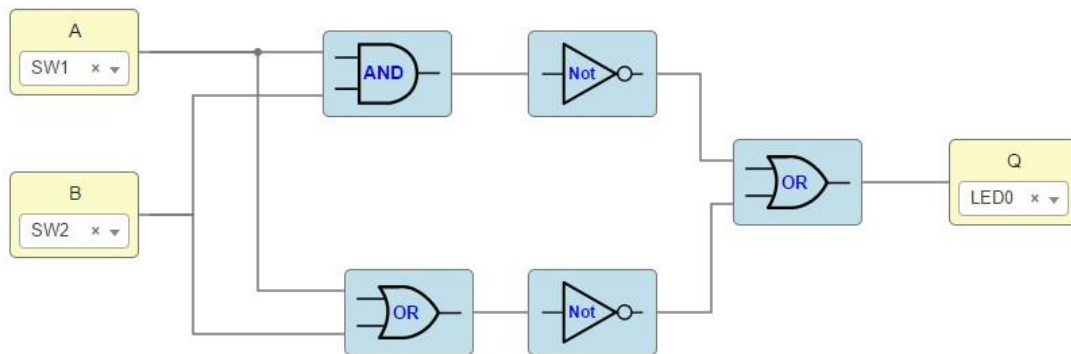 A
SW1 ×
AND
Not
B
SW2 ×
OR
Q
LED0 ×
OR
Not